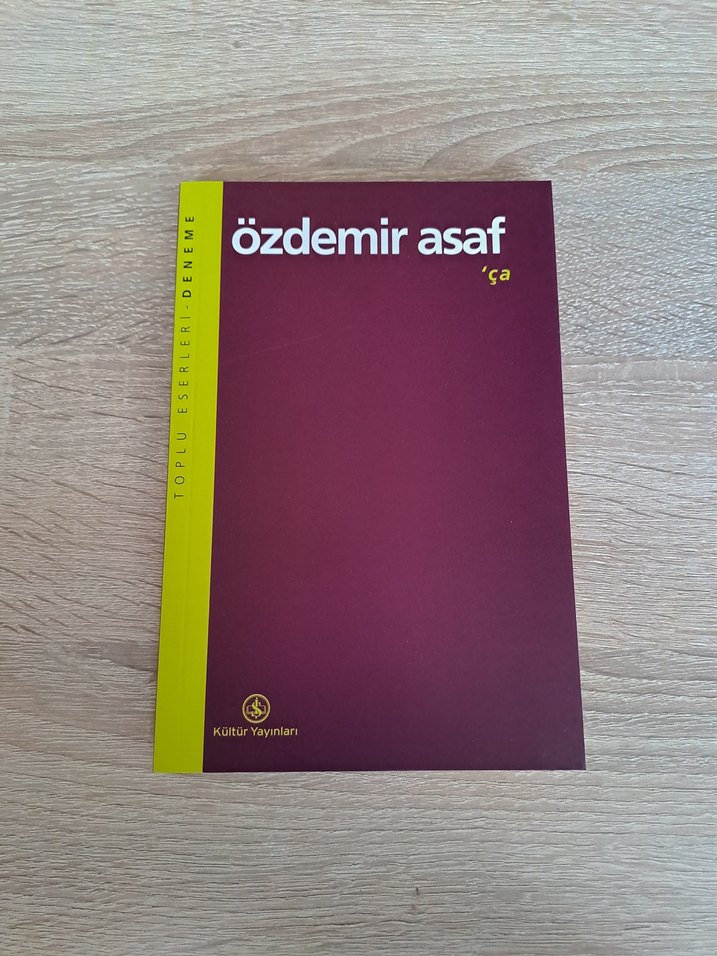 özdemir asaf
‘ça
TOPLU ESERLERİ - DENEME
Kültür Yayınları